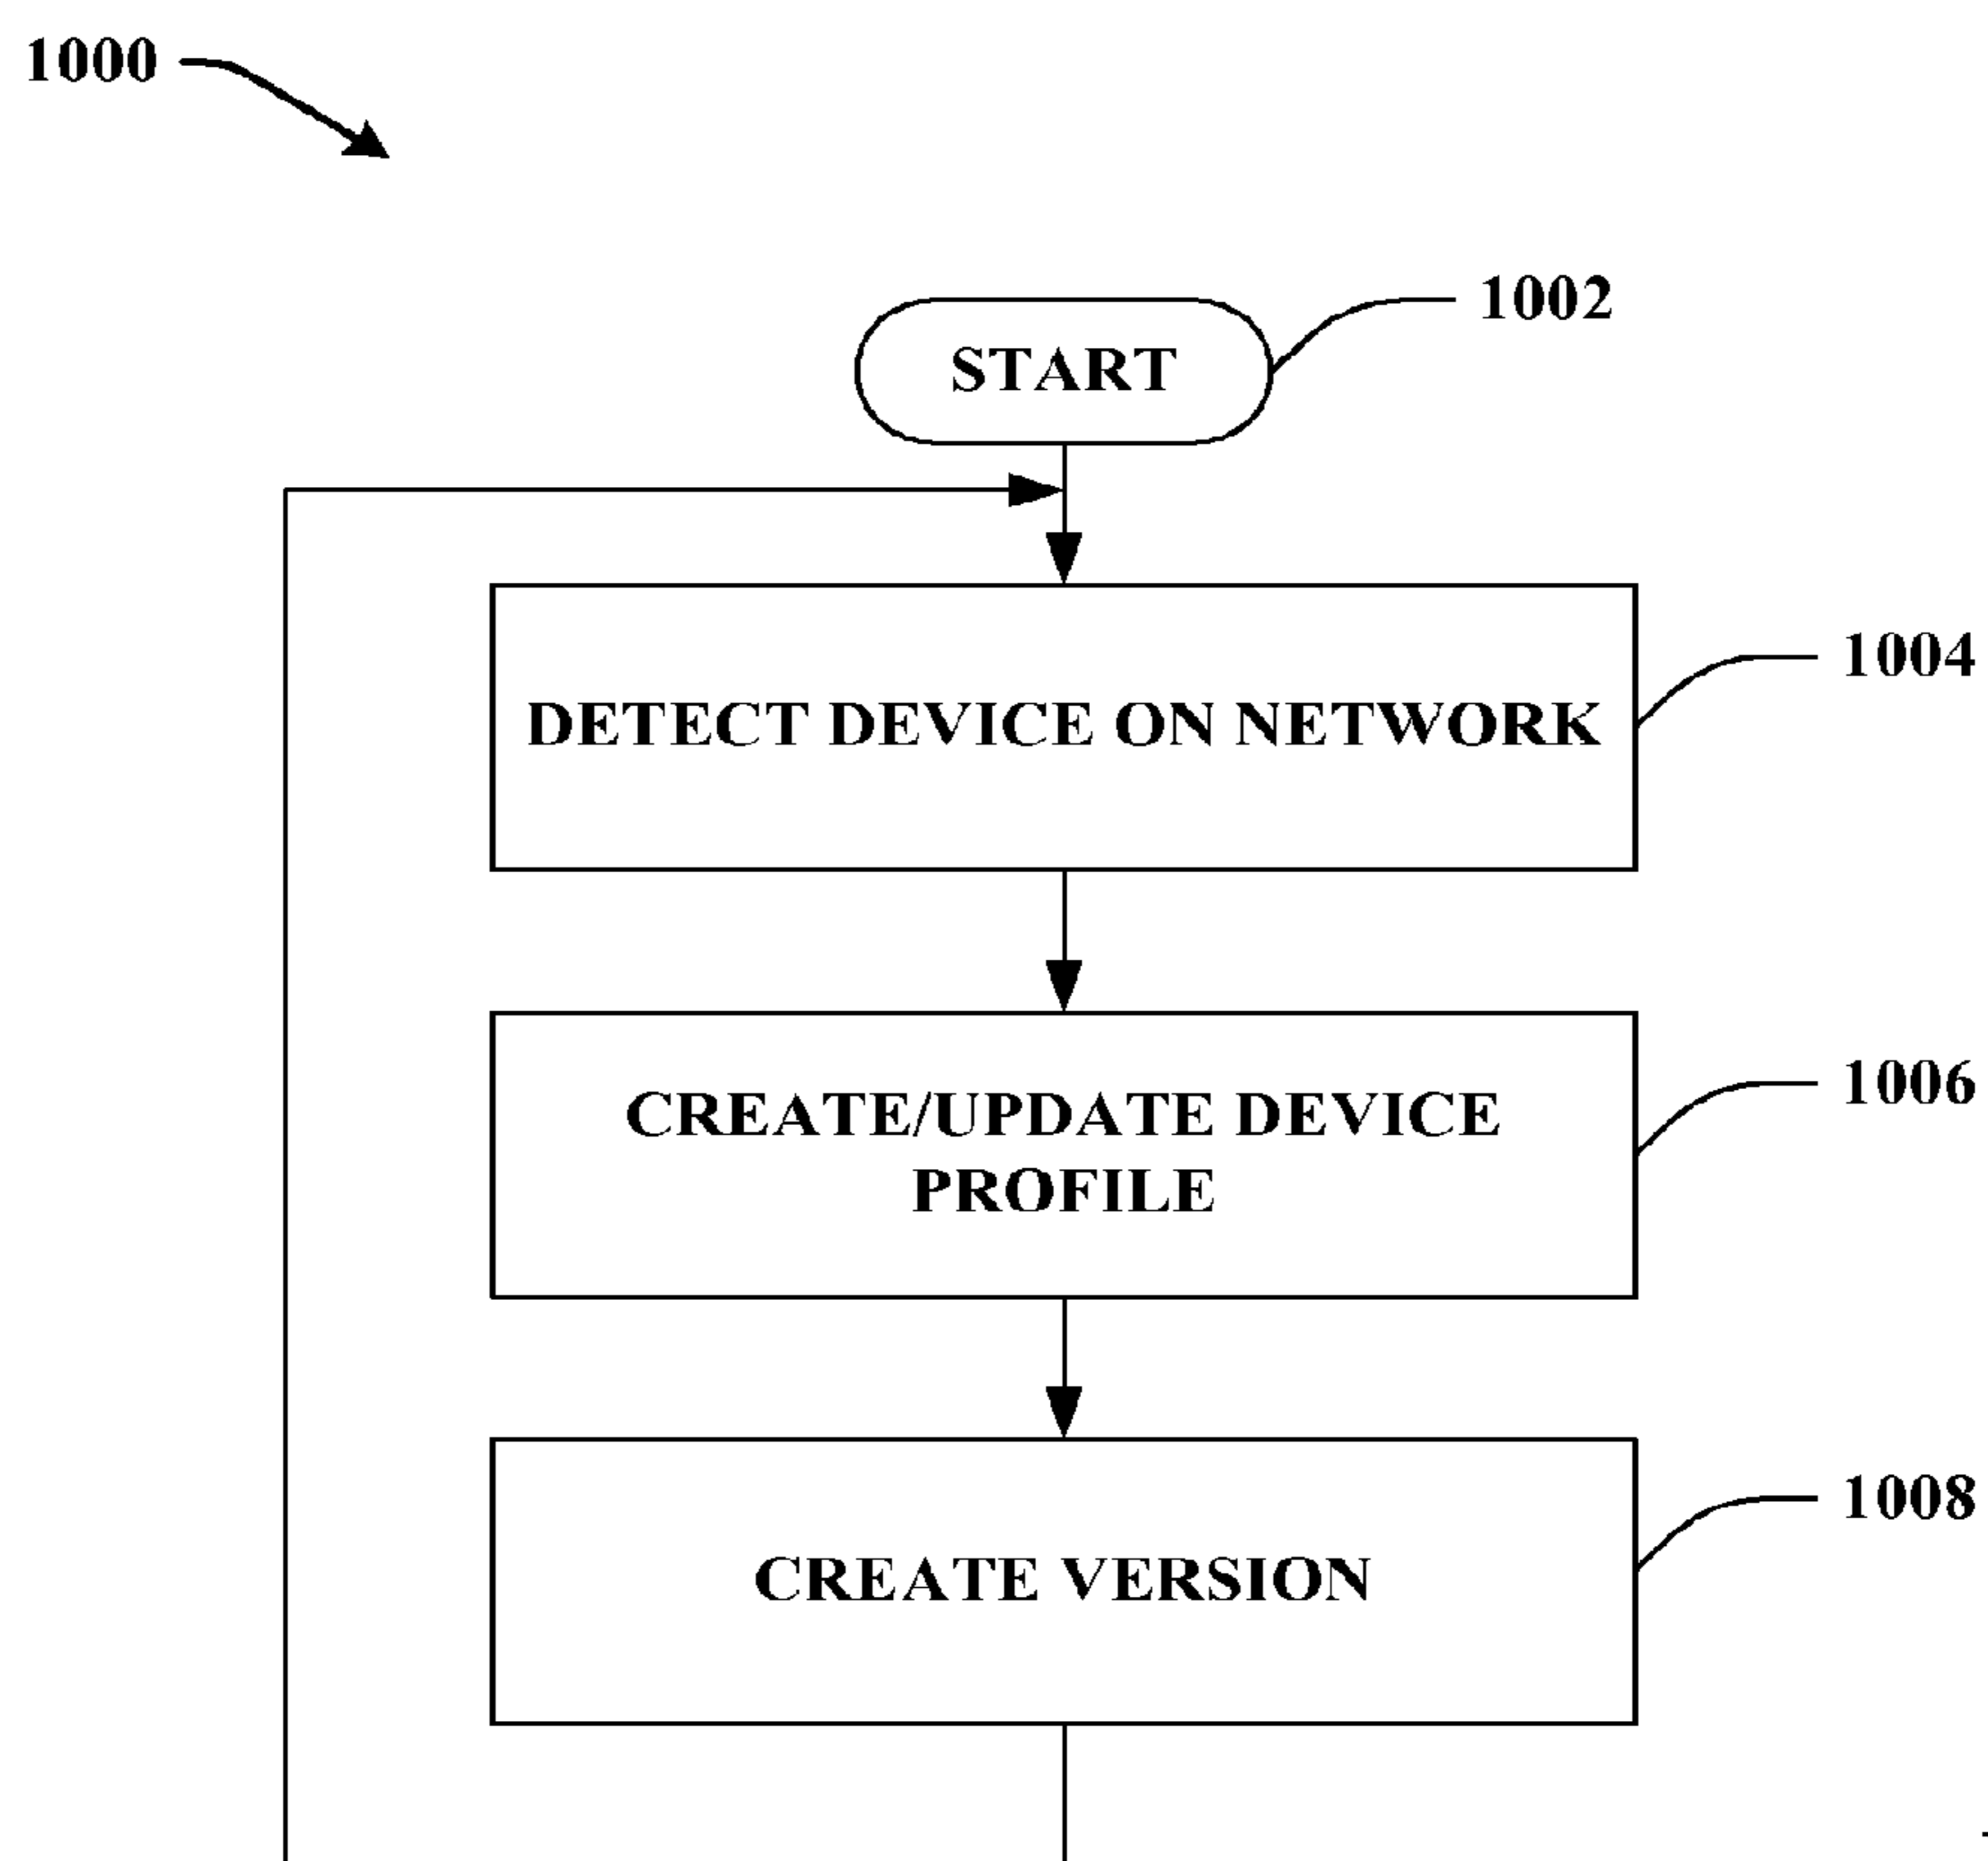 1000
1002
START
1004
DETECT DEVICE ON NETWORK
1006
CREATE/UPDATE DEVICE
PROFILE
1008
CREATE VERSION